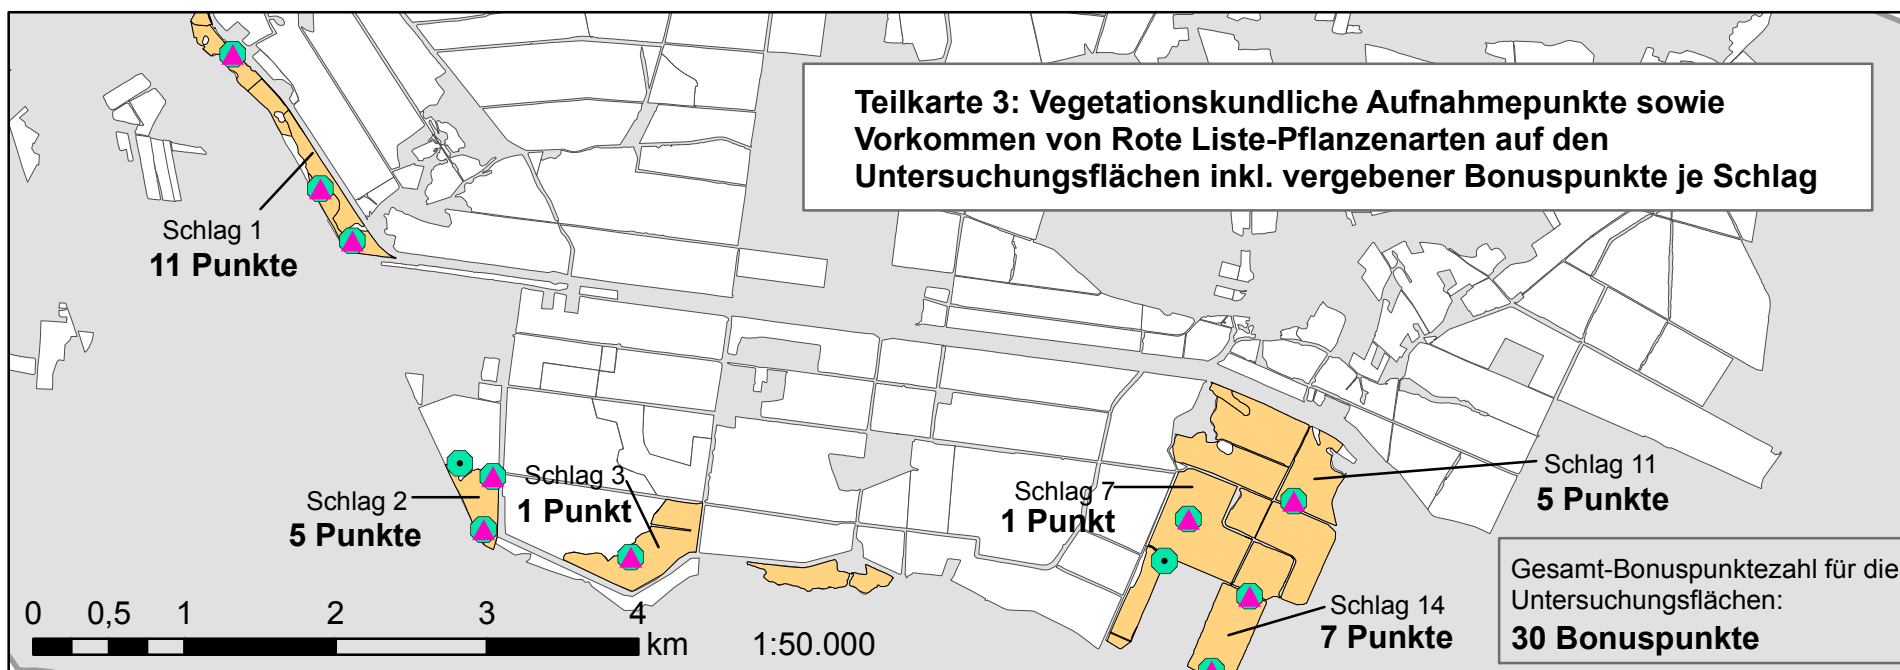 Teilkarte 3: Vegetationskundliche Aufnahmepunkte sowie
Vorkommen von Rote Liste-Pflanzenarten auf den
Untersuchungsflächen inkl. vergebener Bonuspunkte je Schlag
Schlag 1
11 Punkte
Schlag 2
5 Punkte
Schlag 3
1 Punkt
Schlag 7
1 Punkt
Schlag 11
5 Punkte
Schlag 14
7 Punkte
Gesamt-Bonuspunktezahl für die
Untersuchungsflächen:
30 Bonuspunkte
0 0,5 1 2 3 4
km
1:50.000